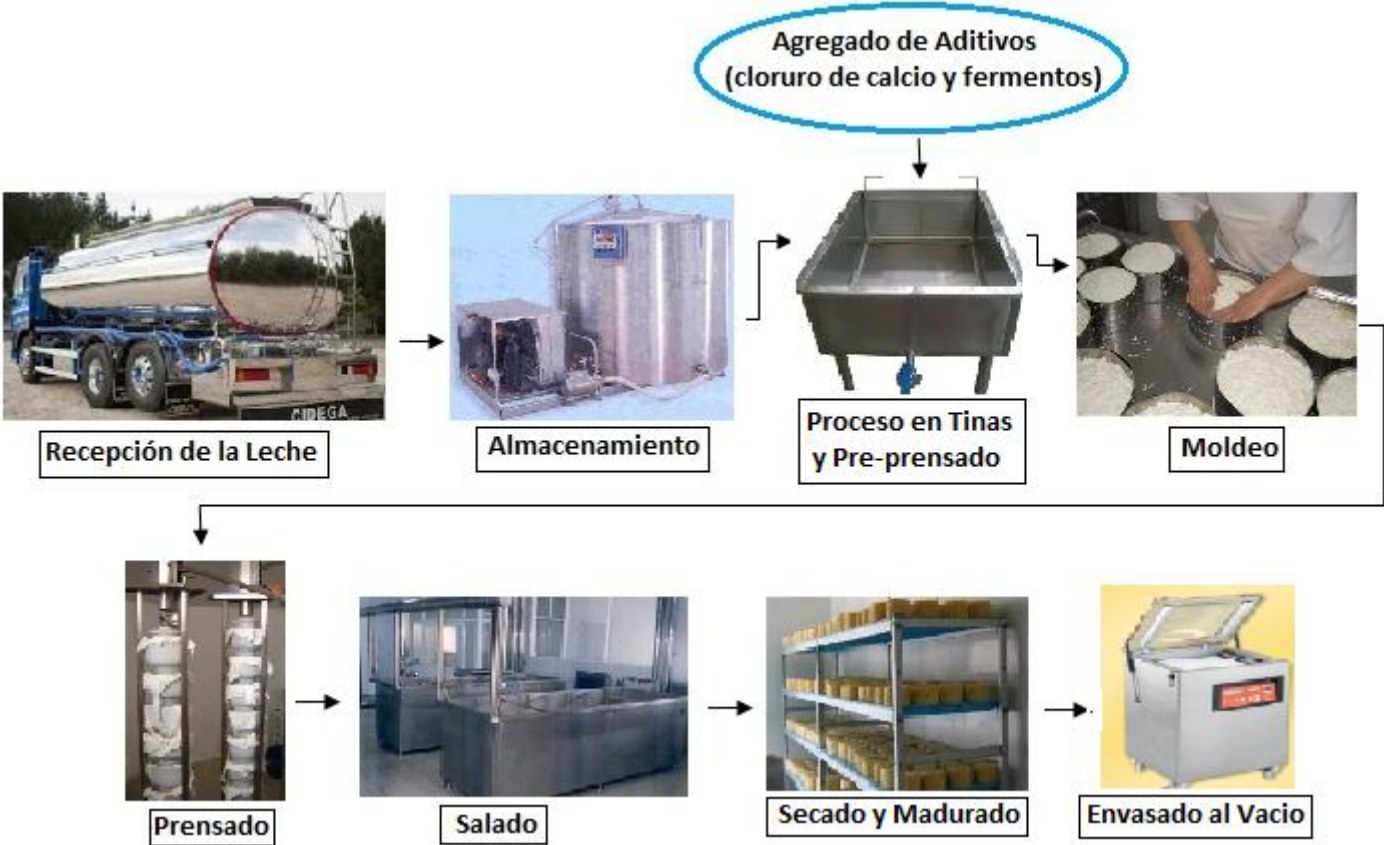 Agregado de Aditivos
(cloruro de calcio y fermentos)
CIDEGA
Recepción de la Leche
Almacenamiento
Proceso en Tinas
y Pre-prensado
Moldeo
Prensado
Salado
Secado y Madurado
Envasado al Vacio